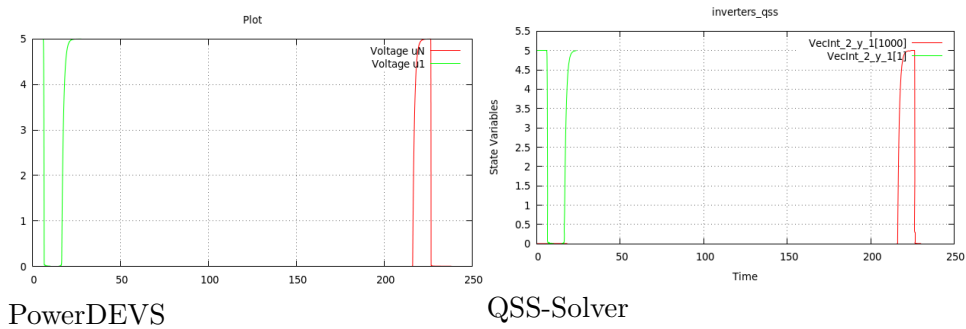 Plot
5
4
3
2
1
0
0 50 100 150 200 250
Voltage uN
Voltage u1
PowerDEVS
inverters_qss
5.5
5
4.5
4
3.5
3
2.5
2
1.5
1
0.5
0
State Variables
0 50 100 150 200 250
Time
VecInt_2_y_1[1000]
VecInt_2_y_1[1]
QSS-Solver